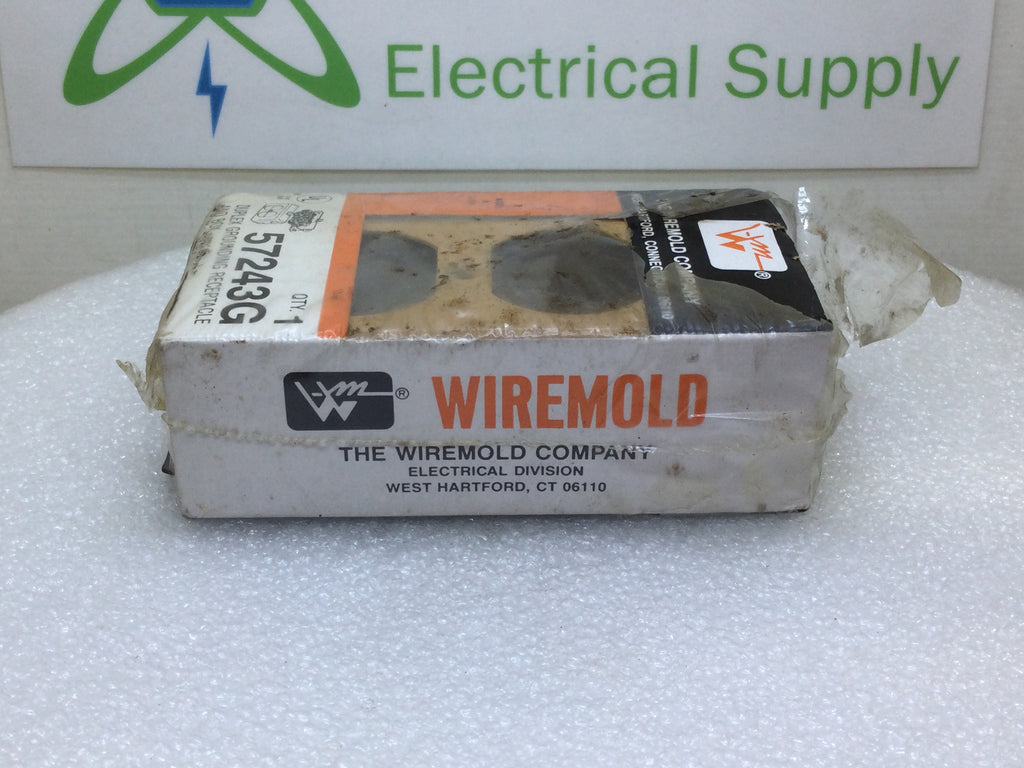 Electrical Supply
QTY. 1
57243G
DUPLEX GROUNDING RECEPTACLE
WIREMOLD
THE WIREMOLD COMPANY
ELECTRICAL DIVISION
WEST HARTFORD, CT 06110